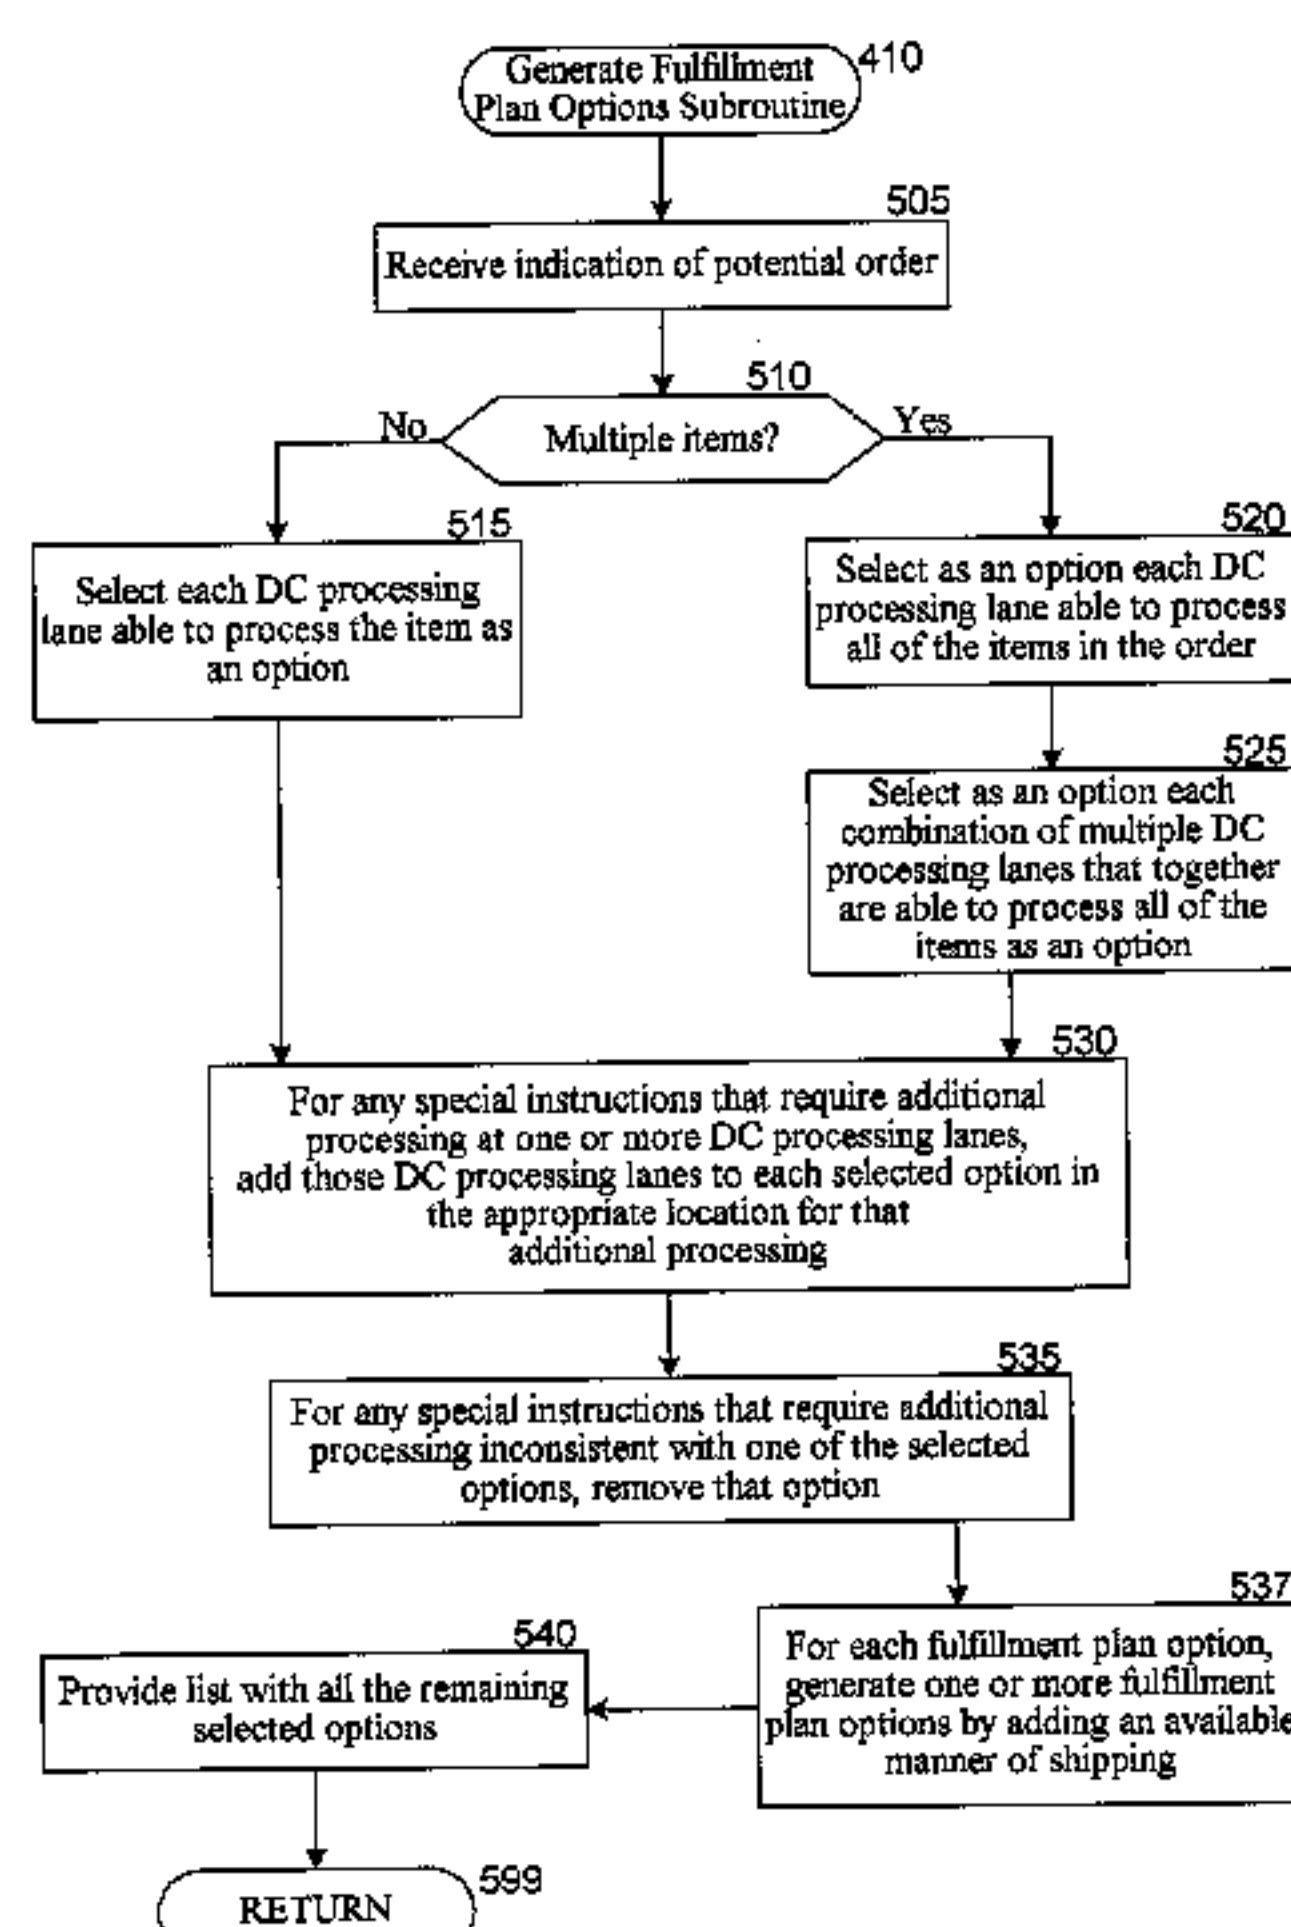 Generate Fulfillment
Plan Options Subroutine
410
505
Receive indication of potential order
510
No
Multiple items?
Yes
515
Select each DC processing
lane able to process the item as
an option
520
Select as an option each DC
processing lane able to process
all of the items in the order
525
Select as an option each
combination of multiple DC
processing lanes that together
are able to process all of the
items as an option
530
For any special instructions that require additional
processing at one or more DC processing lanes,
add those DC processing lanes to each selected option in
the appropriate location for that
additional processing
535
For any special instructions that require additional
processing inconsistent with one of the selected
options, remove that option
537
For each fulfillment plan option,
generate one or more fulfillment
plan options by adding an available
manner of shipping
540
Provide list with all the remaining
selected options
599
RETURN